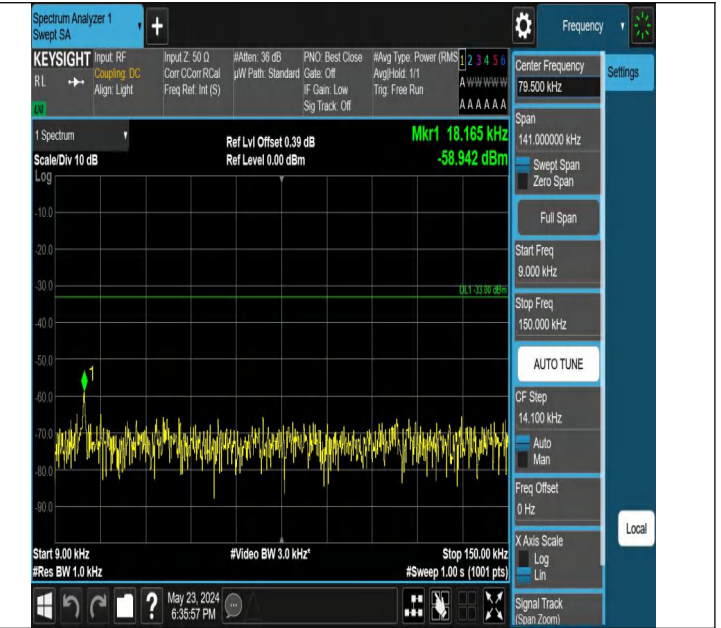 Spectrum Analyzer 1
Swept SA
Frequency
KEYSIGHT
RL
Input: RF
Coupling: DC
Align: Light
Input Z: 50 Ω
Corr CCorr RCal
Freq Ref: Int (S)
#Atten: 36 dB
µW Path: Standard
PNO: Best Close
Gate: Off
IF Gain: Low
Sig Track: Off
#Avg Type: Power (RMS
Avg|Hold: 1/1
Trig: Free Run
1 2 3 4 5 6
A W W W W W
A A A A A A
Center Frequency
79.500 kHz
Settings
Span
141.000000 kHz
Swept Span
Zero Span
Full Span
Start Freq
9.000 kHz
Stop Freq
150.000 kHz
AUTO TUNE
CF Step
14.100 kHz
Auto
Man
Freq Offset
0 Hz
X Axis Scale
Log
Lin
Signal Track
(Span Zoom)
Local
1 Spectrum
Scale/Div 10 dB
Log
Ref Lvl Offset 0.39 dB
Ref Level 0.00 dBm
Mkr1 18.165 kHz
-58.942 dBm
-10.0
-20.0
-30.0
DL1 -33.00 dBm
-40.0
-50.0
1
-60.0
-70.0
-80.0
-90.0
Start 9.00 kHz
#Res BW 1.0 kHz
#Video BW 3.0 kHz*
Stop 150.00 kHz
#Sweep 1.00 s (1001 pts)
?
May 23, 2024
6:35:57 PM